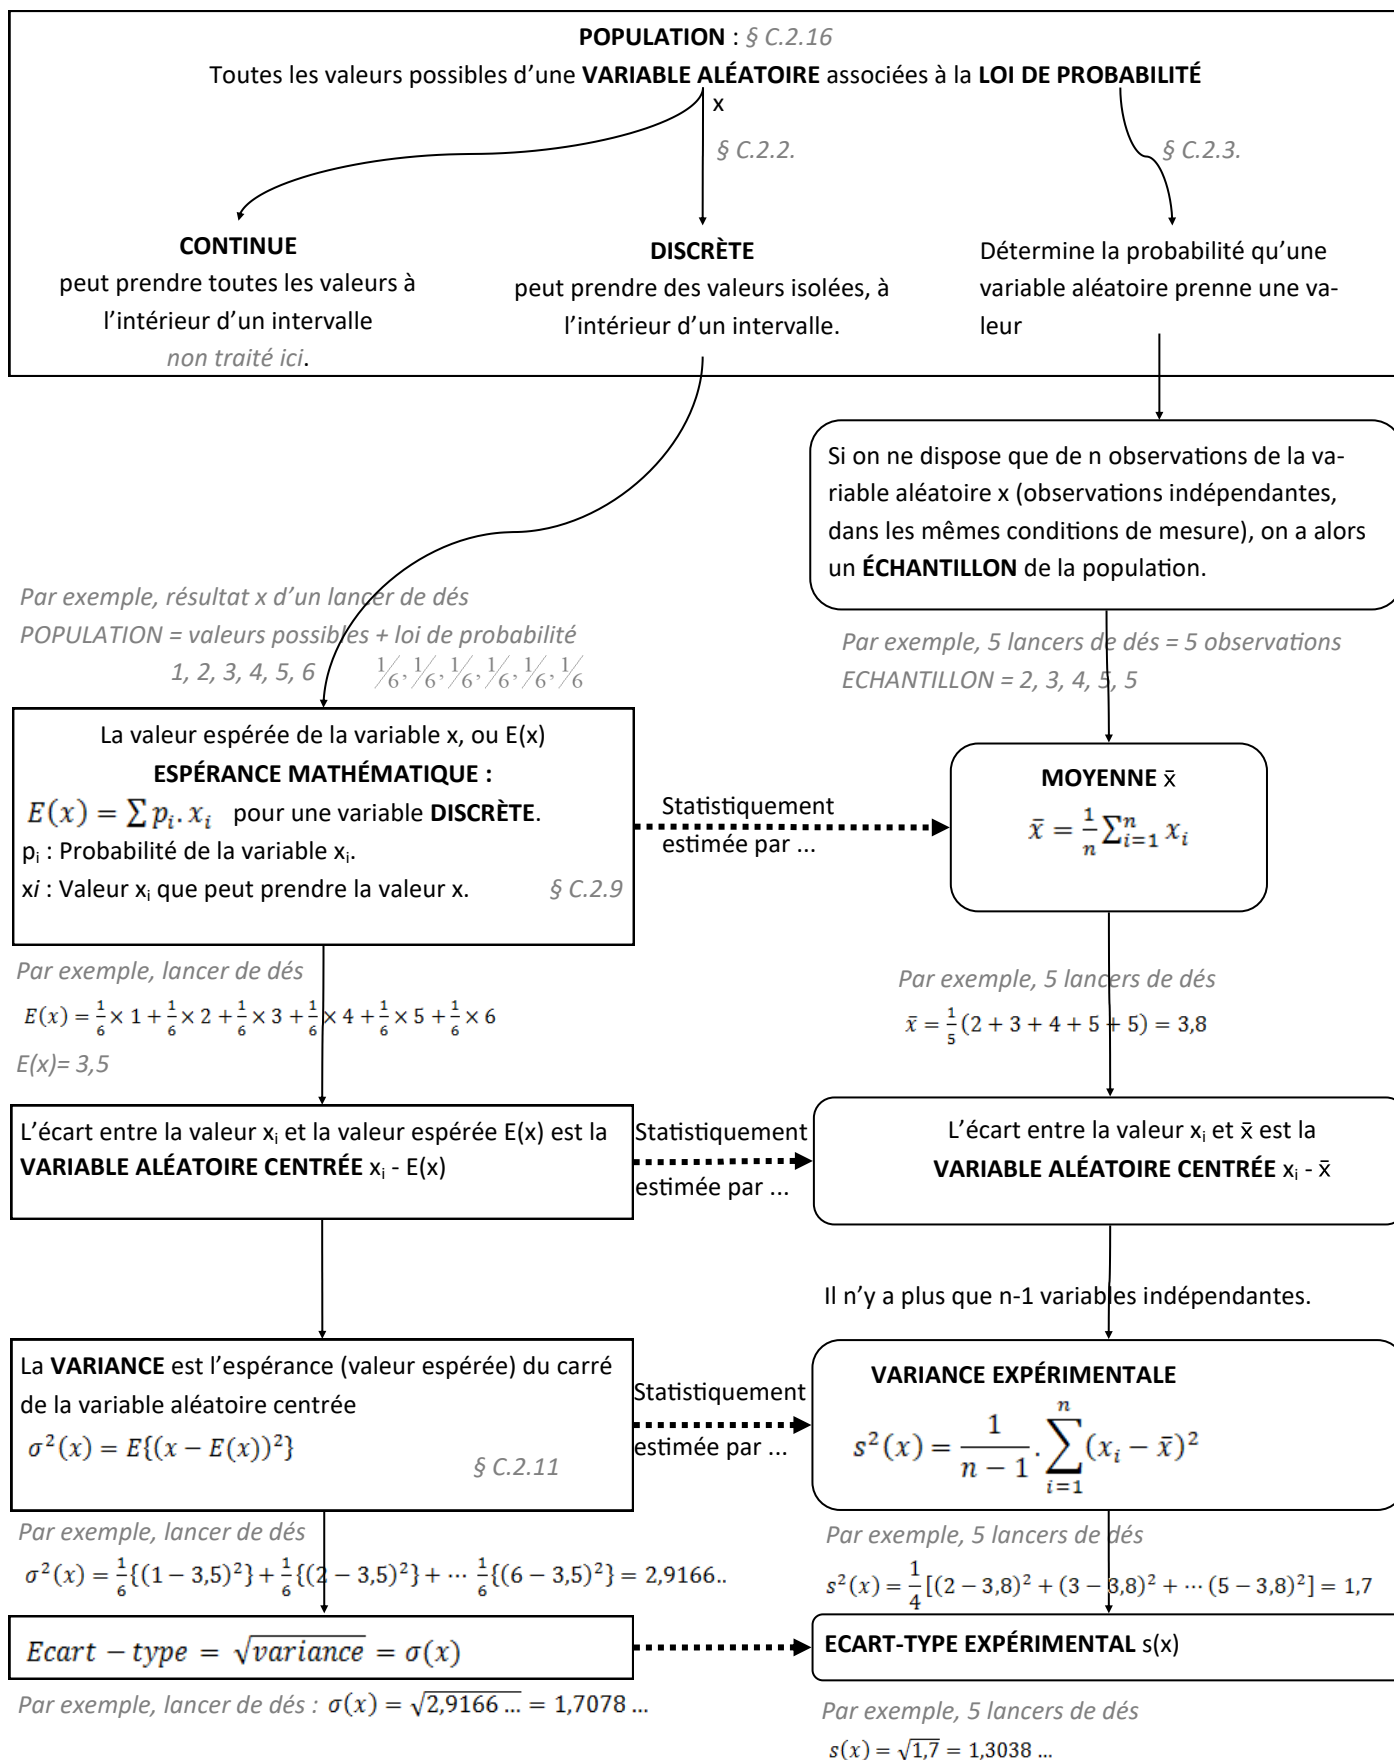 POPULATION : § C.2.16
Toutes les valeurs possibles d’une VARIABLE ALÉATOIRE associées à la LOI DE PROBABILITÉ
x
§ C.2.2.
§ C.2.3.
CONTINUE
peut prendre toutes les valeurs à
l’intérieur d’un intervalle
non traité ici.
DISCRÈTE
peut prendre des valeurs isolées, à
l’intérieur d’un intervalle.
Détermine la probabilité qu’une
variable aléatoire prenne une va-
leur
Si on ne dispose que de n observations de la va-
riable aléatoire x (observations indépendantes,
dans les mêmes conditions de mesure), on a alors
un ÉCHANTILLON de la population.
Par exemple, résultat x d’un lancer de dés
POPULATION = valeurs possibles + loi de probabilité
1, 2, 3, 4, 5, 6 1/6, 1/6, 1/6, 1/6, 1/6, 1/6
Par exemple, 5 lancers de dés = 5 observations
ECHANTILLON = 2, 3, 4, 5, 5
La valeur espérée de la variable x, ou E(x)
ESPÉRANCE MATHÉMATIQUE :
E(x) = ∑ pᵢ. xᵢ pour une variable DISCRÈTE.
pᵢ : Probabilité de la variable xᵢ.
xi : Valeur xᵢ que peut prendre la valeur x. § C.2.9
Statistiquement
estimée par ...
MOYENNE x̄
x̄ = 1/n ∑ⁿᵢ₌₁ xᵢ
Par exemple, lancer de dés
E(x) = 1/6 × 1 + 1/6 × 2 + 1/6 × 3 + 1/6 × 4 + 1/6 × 5 + 1/6 × 6
E(x)= 3,5
Par exemple, 5 lancers de dés
x̄ = 1/5 (2 + 3 + 4 + 5 + 5) = 3,8
L’écart entre la valeur xᵢ et la valeur espérée E(x) est la
VARIABLE ALÉATOIRE CENTRÉE xᵢ - E(x)
Statistiquement
estimée par ...
L’écart entre la valeur xᵢ et x̄ est la
VARIABLE ALÉATOIRE CENTRÉE xᵢ - x̄
Il n’y a plus que n-1 variables indépendantes.
La VARIANCE est l’espérance (valeur espérée) du carré
de la variable aléatoire centrée
σ²(x) = E{(x − E(x))²}
§ C.2.11
Statistiquement
estimée par ...
VARIANCE EXPÉRIMENTALE
s²(x) = 1/(n − 1) . ∑ⁿᵢ₌₁ (xᵢ − x̄)²
Par exemple, lancer de dés
σ²(x) = 1/6 {(1 − 3,5)²} + 1/6 {(2 − 3,5)²} + ⋯ 1/6 {(6 − 3,5)²} = 2,9166..
Par exemple, 5 lancers de dés
s²(x) = 1/4 [(2 − 3,8)² + (3 − 3,8)² + ⋯ (5 − 3,8)²] = 1,7
Ecart − type = √variance = σ(x)
ECART-TYPE EXPÉRIMENTAL s(x)
Par exemple, lancer de dés : σ(x) = √2,9166 ... = 1,7078 ...
Par exemple, 5 lancers de dés
s(x) = √1,7 = 1,3038 ...